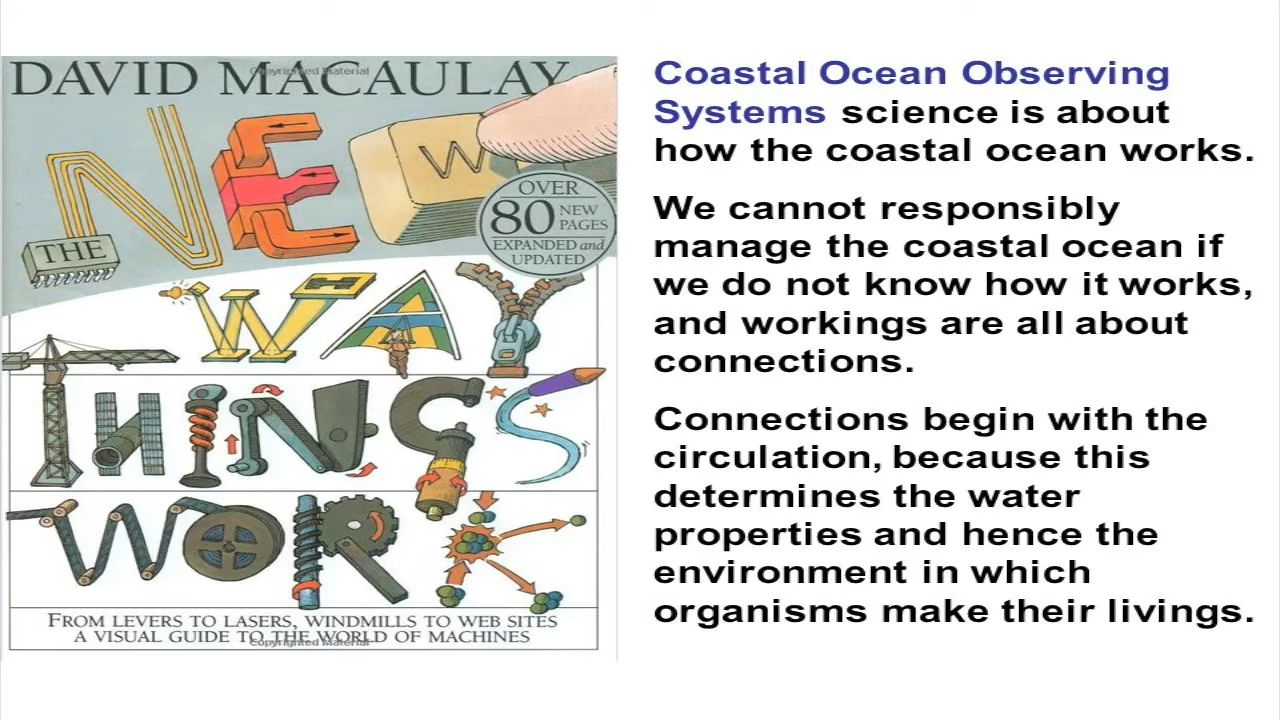 DAVID MACAULAY
Copyrighted Material
THE
NEW
OVER
80 NEW
PAGES
EXPANDED and
UPDATED
WAY
THINGS
WORK
FROM LEVERS TO LASERS, WINDMILLS TO WEB SITES
A VISUAL GUIDE TO THE WORLD OF MACHINES
Copyrighted Material
Coastal Ocean Observing
Systems science is about
how the coastal ocean works.
We cannot responsibly
manage the coastal ocean if
we do not know how it works,
and workings are all about
connections.
Connections begin with the
circulation, because this
determines the water
properties and hence the
environment in which
organisms make their livings.